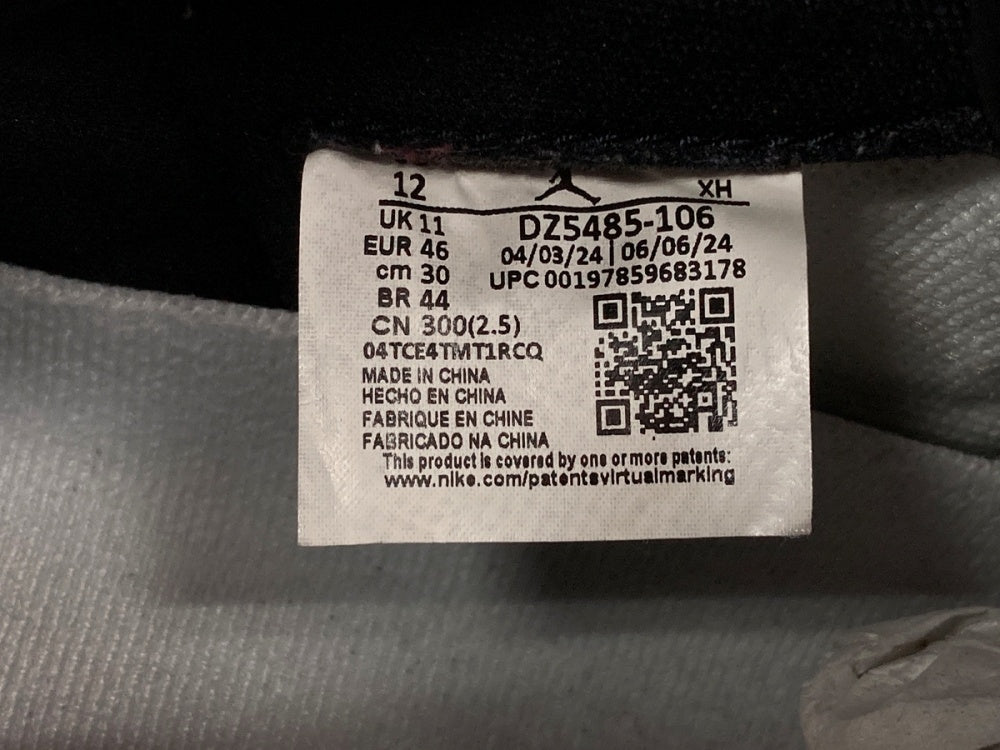 12 XH
UK 11 DZ5485-106
EUR 46 04/03/24 | 06/06/24
cm 30 UPC 00197859683178
BR 44
CN 300(2.5)
04TCE4TMT1RCQ
MADE IN CHINA
HECHO EN CHINA
FABRIQUE EN CHINE
FABRICADO NA CHINA
This product is covered by one or more patents:
www.nike.com/patentsvirtualmarking